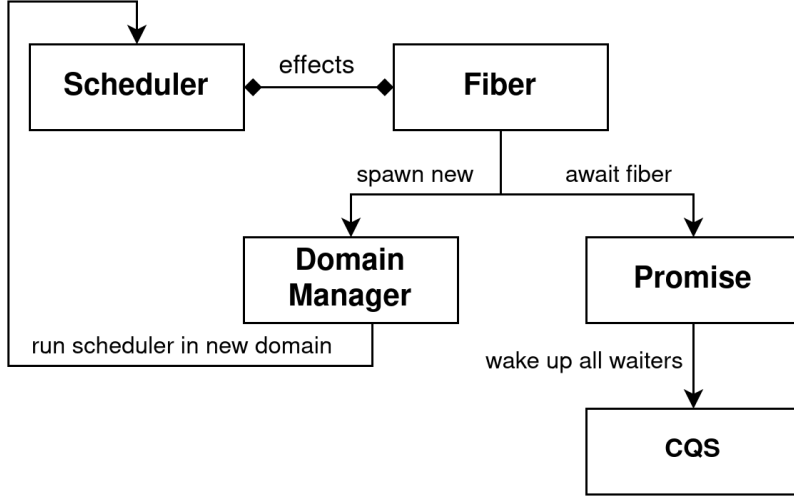 effects
Scheduler
Fiber
spawn new
await fiber
Domain
Manager
Promise
run scheduler in new domain
wake up all waiters
CQS